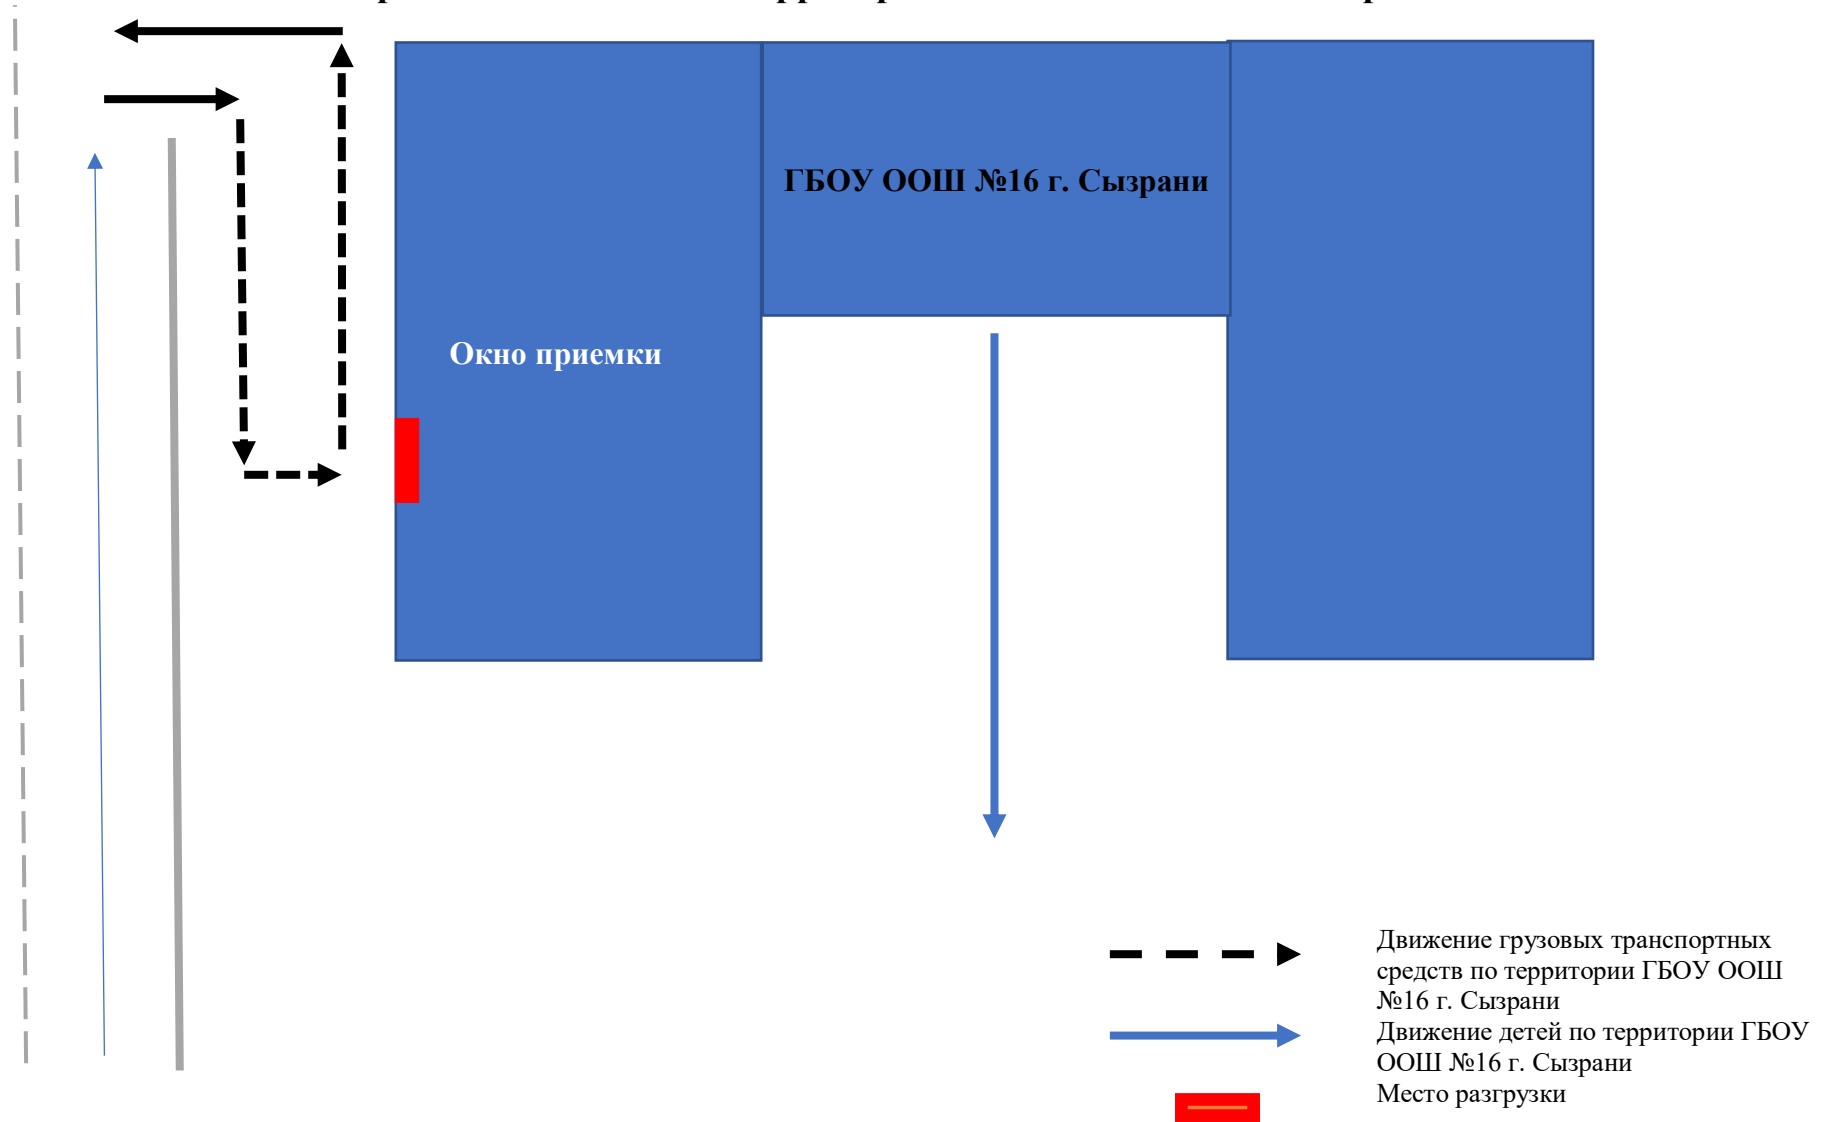 ГБОУ ООШ №16 г. Сызрани
Окно приемки
Движение грузовых транспортных
средств по территории ГБОУ ООШ
№16 г. Сызрани
Движение детей по территории ГБОУ
ООШ №16 г. Сызрани
Место разгрузки